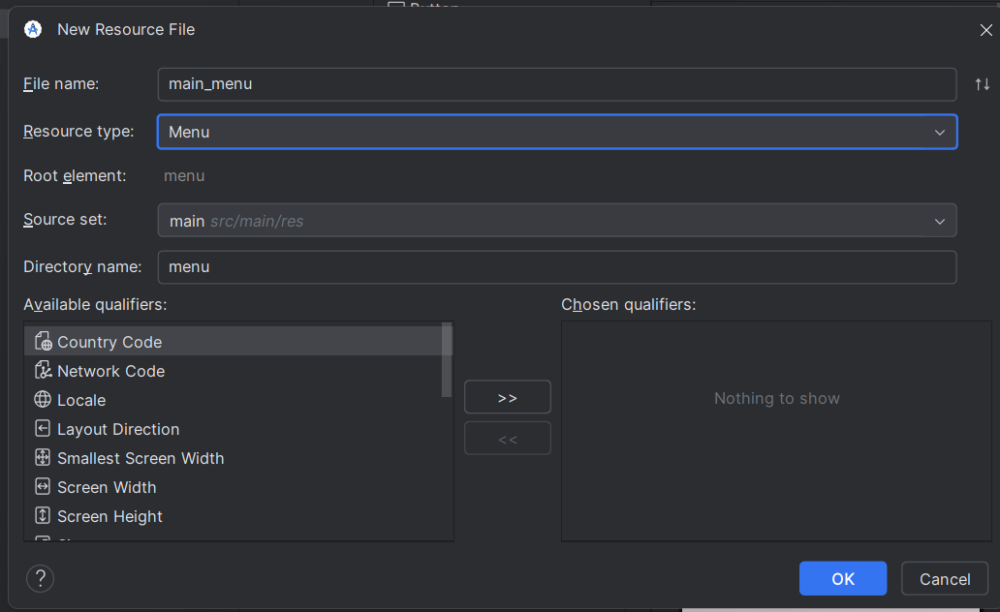 Button
New Resource File
File name: main_menu
Resource type: Menu
Root element: menu
Source set: main src/main/res
Directory name: menu
Available qualifiers: Chosen qualifiers:
Country Code
Network Code
Locale
Layout Direction
Smallest Screen Width
Screen Width
Screen Height
>>
<<
Nothing to show
?
OK Cancel